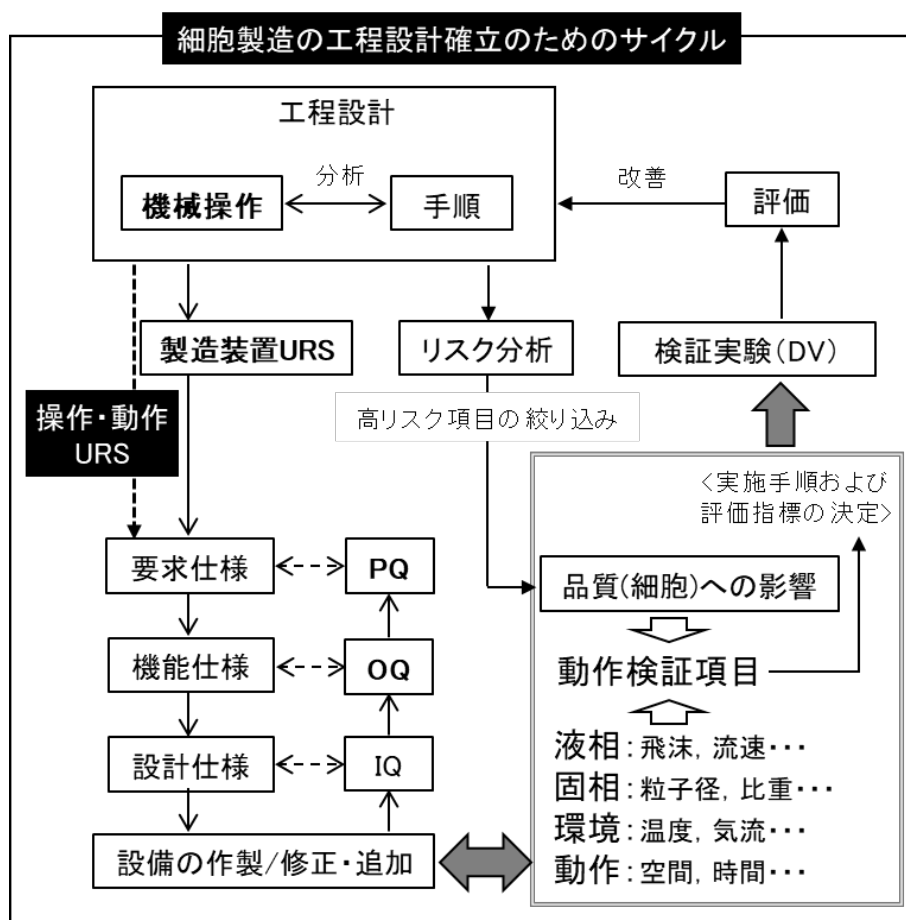 細胞製造の工程設計確立のためのサイクル
工程設計
分析
機械操作
手順
改善
評価
製造装置URS
リスク分析
検証実験(DV)
操作・動作
URS
高リスク項目の絞り込み
<実施手順および
評価指標の決定>
要求仕様
PQ
品質(細胞)への影響
機能仕様
OQ
動作検証項目
設計仕様
IQ
液相:飛沫, 流速・・・
固相:粒子径, 比重・・・
環境:温度, 気流・・・
動作:空間, 時間・・・
設備の作製/修正・追加